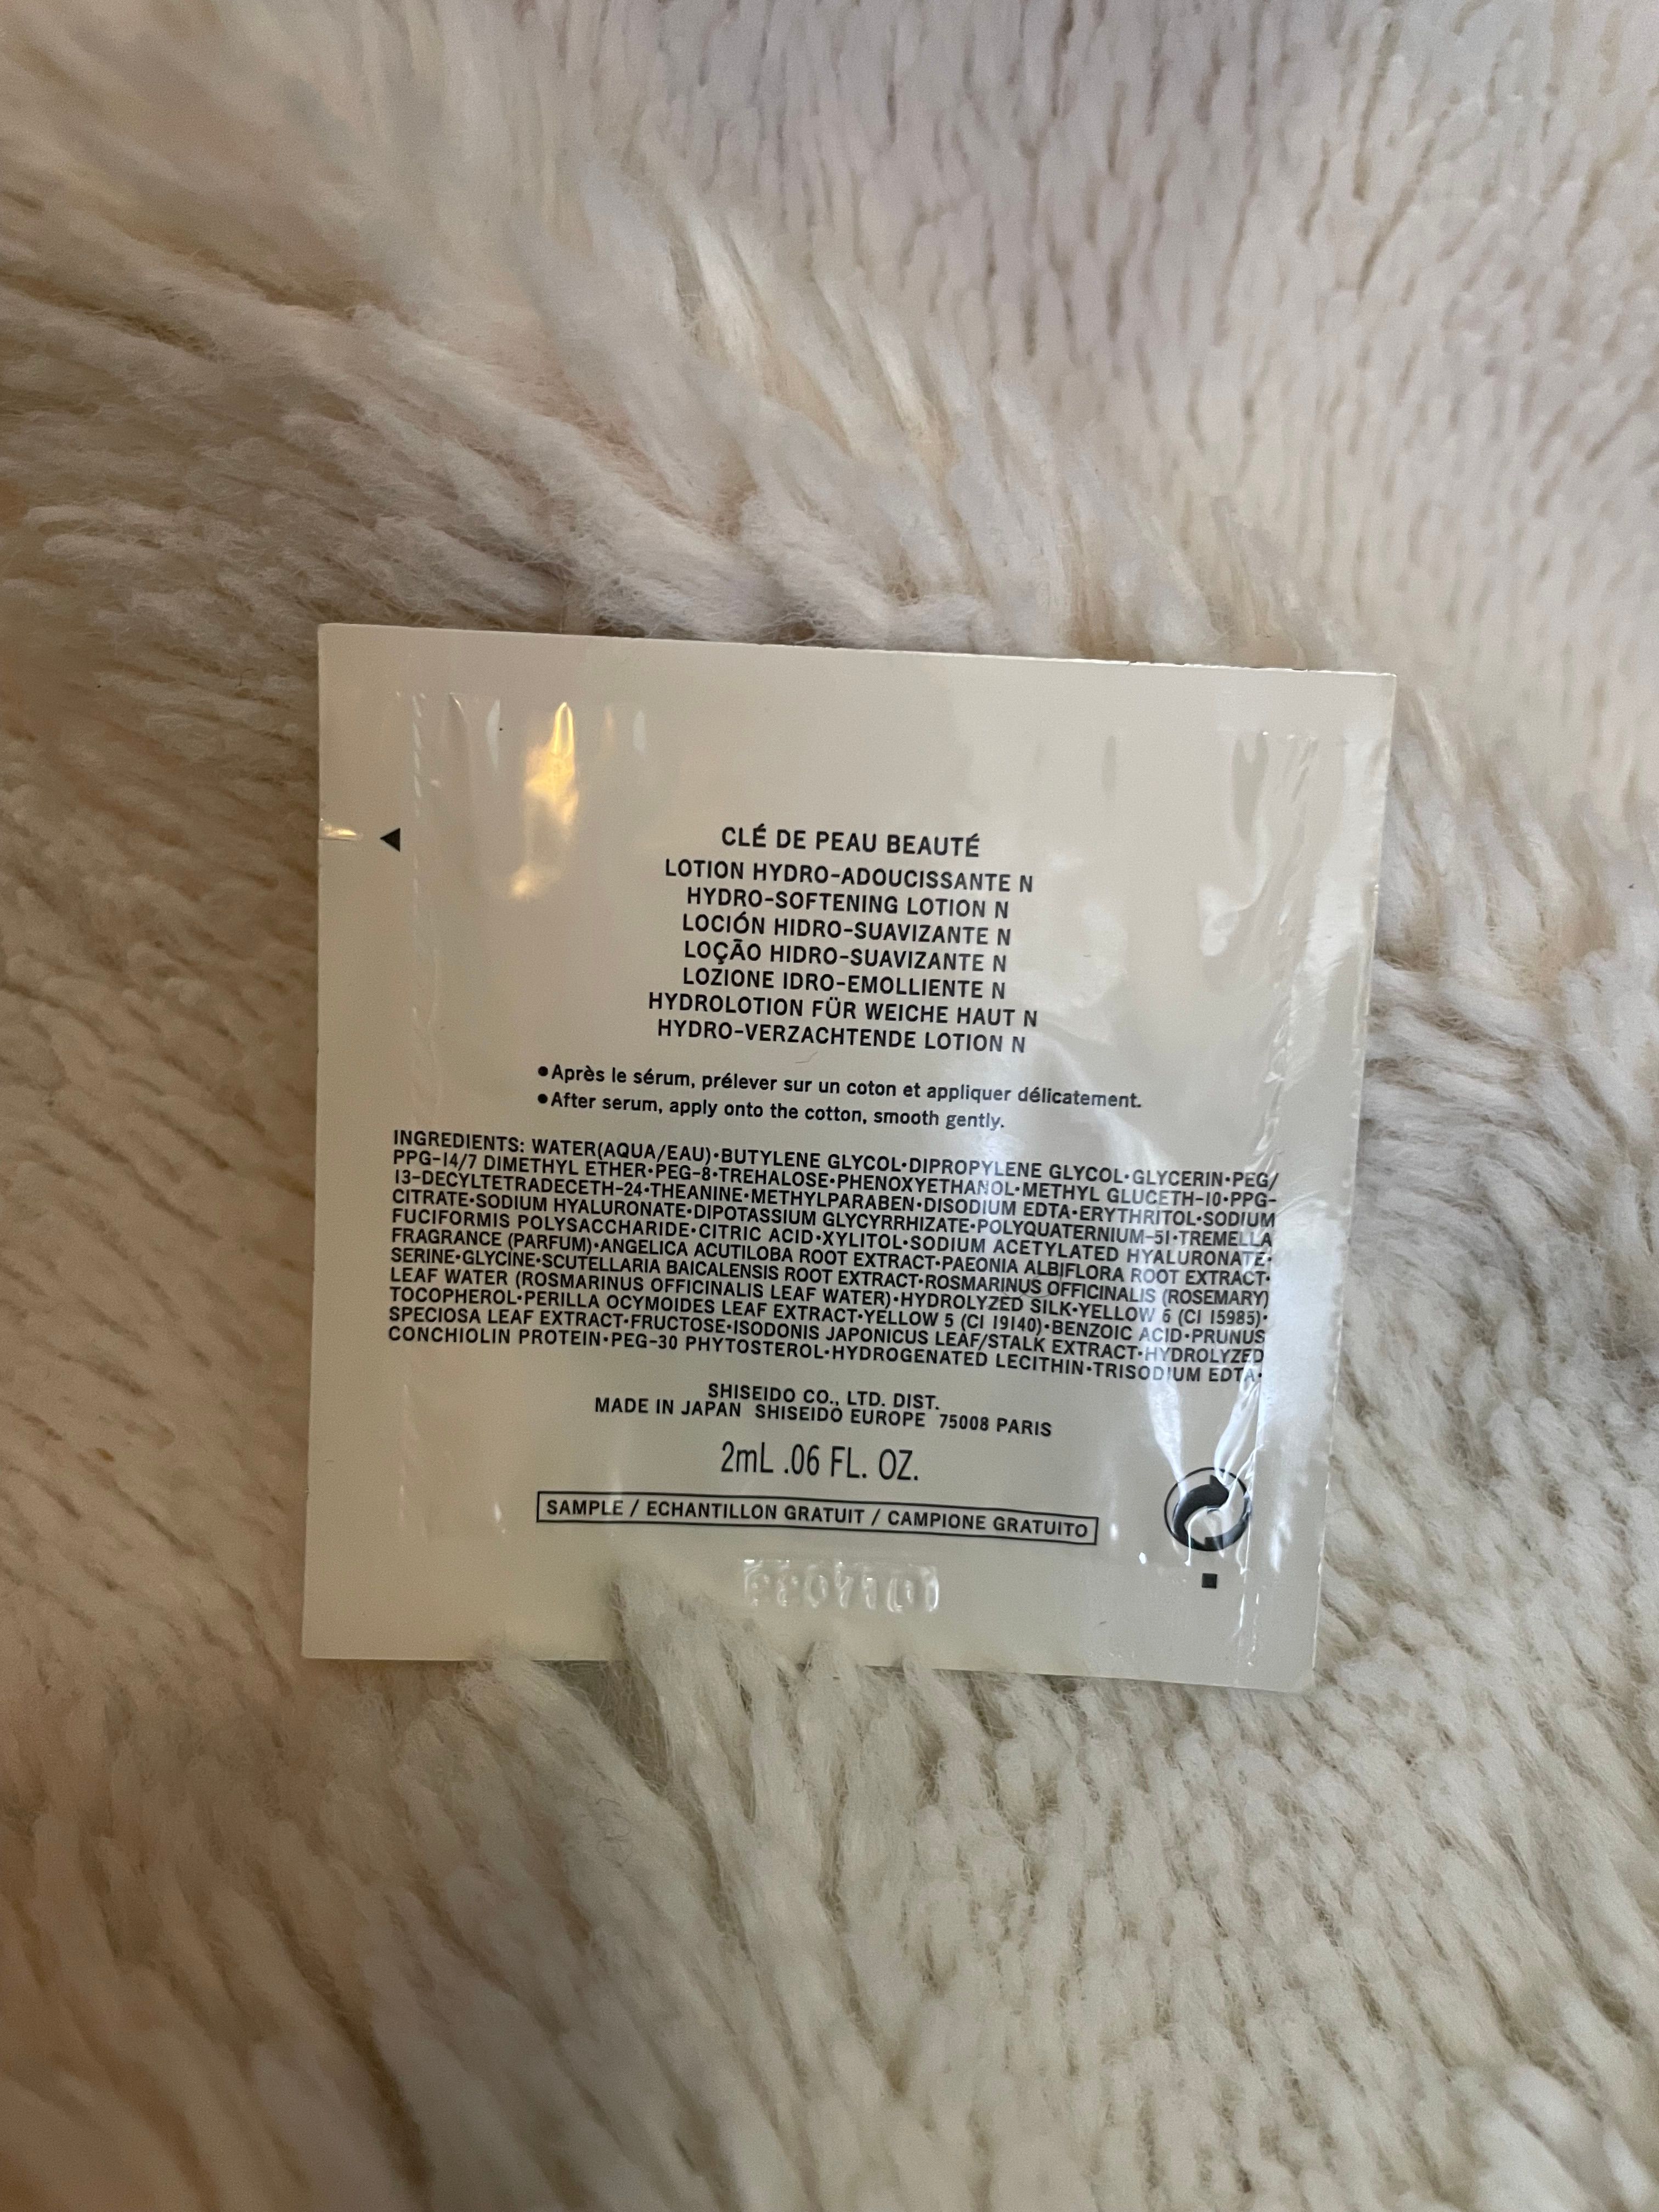 CLÉ DE PEAU BEAUTÉ
LOTION HYDRO-ADOUCISSANTE N
HYDRO-SOFTENING LOTION N
LOCIÓN HIDRO-SUAVIZANTE N
LOÇÃO HIDRO-SUAVIZANTE N
LOZIONE IDRO-EMOLLIENTE N
HYDROLOTION FÜR WEICHE HAUT N
HYDRO-VERZACHTENDE LOTION N
●Après le sérum, prélever sur un coton et appliquer délicatement.
●After serum, apply onto the cotton, smooth gently.
INGREDIENTS: WATER(AQUA/EAU)･BUTYLENE GLYCOL･DIPROPYLENE GLYCOL･GLYCERIN･PEG/
PPG-14/7 DIMETHYL ETHER･PEG-8･TREHALOSE･PHENOXYETHANOL･METHYL GLUCETH-10･PPG-
13-DECYLTETRADECETH-24･THEANINE･METHYLPARABEN･DISODIUM EDTA･ERYTHRITOL･SODIUM
CITRATE･SODIUM HYALURONATE･DIPOTASSIUM GLYCYRRHIZATE･POLYQUATERNIUM-51･TREMELLA
FUCIFORMIS POLYSACCHARIDE･CITRIC ACID･XYLITOL･SODIUM ACETYLATED HYALURONATE･
FRAGRANCE (PARFUM)･ANGELICA ACUTILOBA ROOT EXTRACT･PAEONIA ALBIFLORA ROOT EXTRACT･
SERINE･GLYCINE･SCUTELLARIA BAICALENSIS ROOT EXTRACT･ROSMARINUS OFFICINALIS (ROSEMARY)
LEAF WATER (ROSMARINUS OFFICINALIS LEAF WATER)･HYDROLYZED SILK･YELLOW 6 (CI 15985)･
TOCOPHEROL･PERILLA OCYMOIDES LEAF EXTRACT･YELLOW 5 (CI 19140)･BENZOIC ACID･PRUNUS
SPECIOSA LEAF EXTRACT･FRUCTOSE･ISODONIS JAPONICUS LEAF/STALK EXTRACT･HYDROLYZED
CONCHIOLIN PROTEIN･PEG-30 PHYTOSTEROL･HYDROGENATED LECITHIN･TRISODIUM EDTA･
SHISEIDO CO., LTD. DIST.
MADE IN JAPAN SHISEIDO EUROPE 75008 PARIS
2mL .06 FL. OZ.
SAMPLE / ECHANTILLON GRATUIT / CAMPIONE GRATUITO